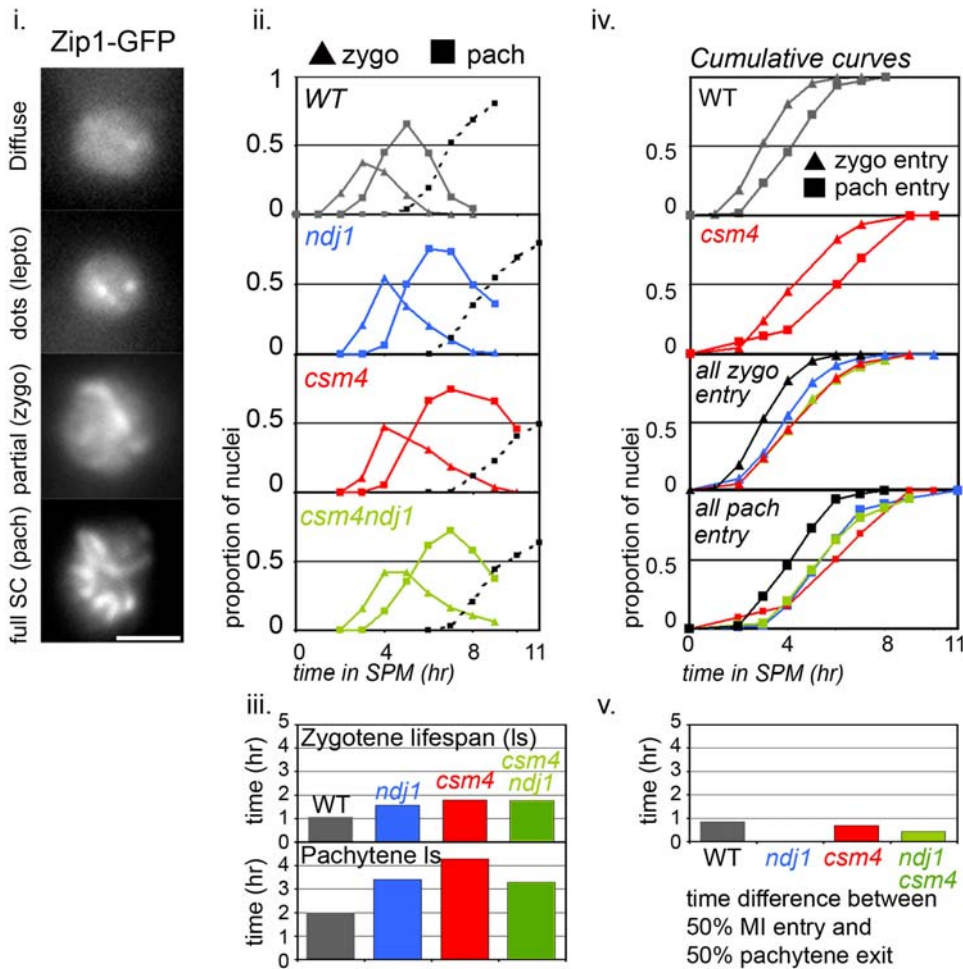 i.
Zip1-GFP
Diffuse
dots (lepto)
partial (zygo)
full SC (pach)
ii.
▲ zygo ■ pach
WT
1
0.5
0
ndj1
0.5
0
csm4
0.5
0
csm4ndj1
0.5
0
proportion of nuclei
0 4 8 11
time in SPM (hr)
iii.
5
4
3
2
1
0
time (hr)
Zygotene lifespan (ls)
WT
ndj1
csm4
csm4
ndj1
4
3
2
1
0
time (hr)
Pachytene ls
iv.
Cumulative curves
WT
0.5
0
zygo entry
pach entry
csm4
0.5
0
all zygo
entry
0.5
0
all pach
entry
0.5
0
proportion of nuclei
0 4 8 11
time in SPM (hr)
v.
5
4
3
2
1
0
time (hr)
WT
ndj1
csm4
ndj1
csm4
time difference between
50% MI entry and
50% pachytene exit